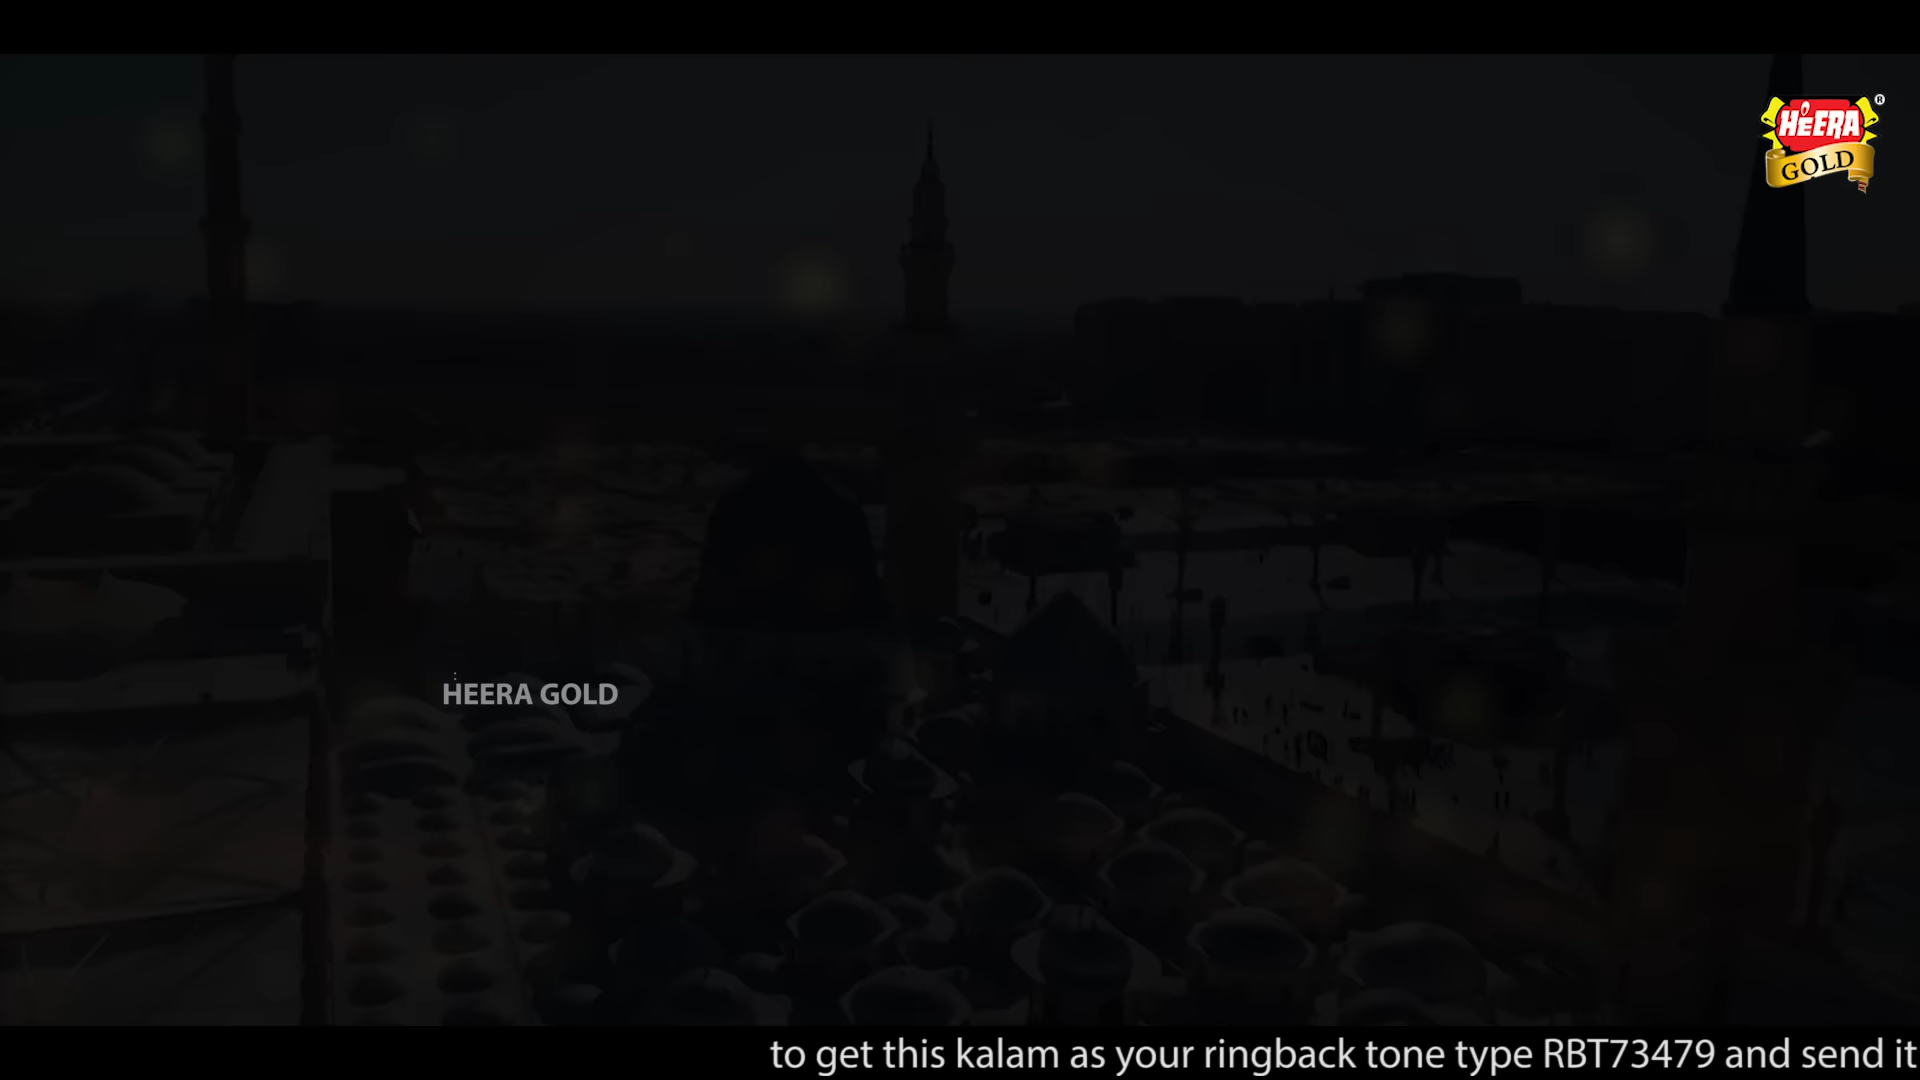 HEERA
GOLD
HEERA GOLD
to get this kalam as your ringback tone type RBT73479 and send it